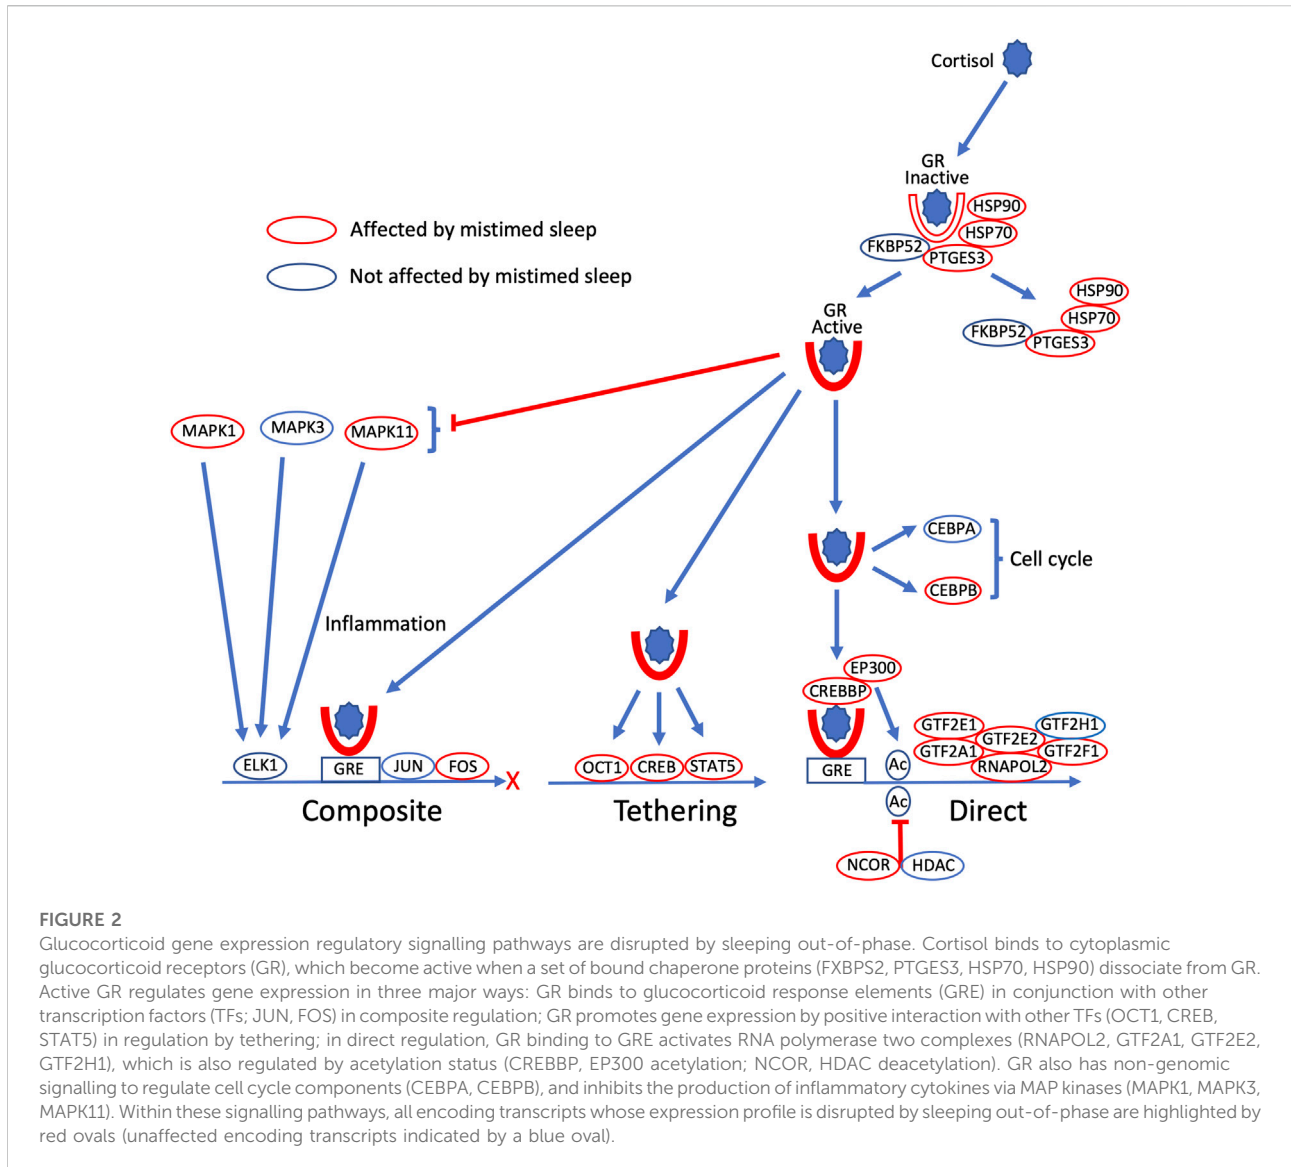 Cortisol
GR
Inactive
HSP90
HSP70
FKBP52
PTGES3
Affected by mistimed sleep
Not affected by mistimed sleep
HSP90
HSP70
FKBP52
PTGES3
GR
Active
MAPK1
MAPK3
MAPK11
CEBPA
CEBPB
Cell cycle
Inflammation
EP300
CREBBP
GTF2E1
GTF2H1
GTF2E2
GTF2A1
GTF2F1
RNAPOL2
ELK1
GRE
JUN
FOS
X
OCT1
CREB
STAT5
GRE
Ac
Ac
Composite
Tethering
Direct
NCOR
HDAC
FIGURE 2
Glucocorticoid gene expression regulatory signalling pathways are disrupted by sleeping out-of-phase. Cortisol binds to cytoplasmic
glucocorticoid receptors (GR), which become active when a set of bound chaperone proteins (FXBPS2, PTGES3, HSP70, HSP90) dissociate from GR.
Active GR regulates gene expression in three major ways: GR binds to glucocorticoid response elements (GRE) in conjunction with other
transcription factors (TFs; JUN, FOS) in composite regulation; GR promotes gene expression by positive interaction with other TFs (OCT1, CREB,
STAT5) in regulation by tethering; in direct regulation, GR binding to GRE activates RNA polymerase two complexes (RNAPOL2, GTF2A1, GTF2E2,
GTF2H1), which is also regulated by acetylation status (CREBBP, EP300 acetylation; NCOR, HDAC deacetylation). GR also has non-genomic
signalling to regulate cell cycle components (CEBPA, CEBPB), and inhibits the production of inflammatory cytokines via MAP kinases (MAPK1, MAPK3,
MAPK11). Within these signalling pathways, all encoding transcripts whose expression profile is disrupted by sleeping out-of-phase are highlighted by
red ovals (unaffected encoding transcripts indicated by a blue oval).